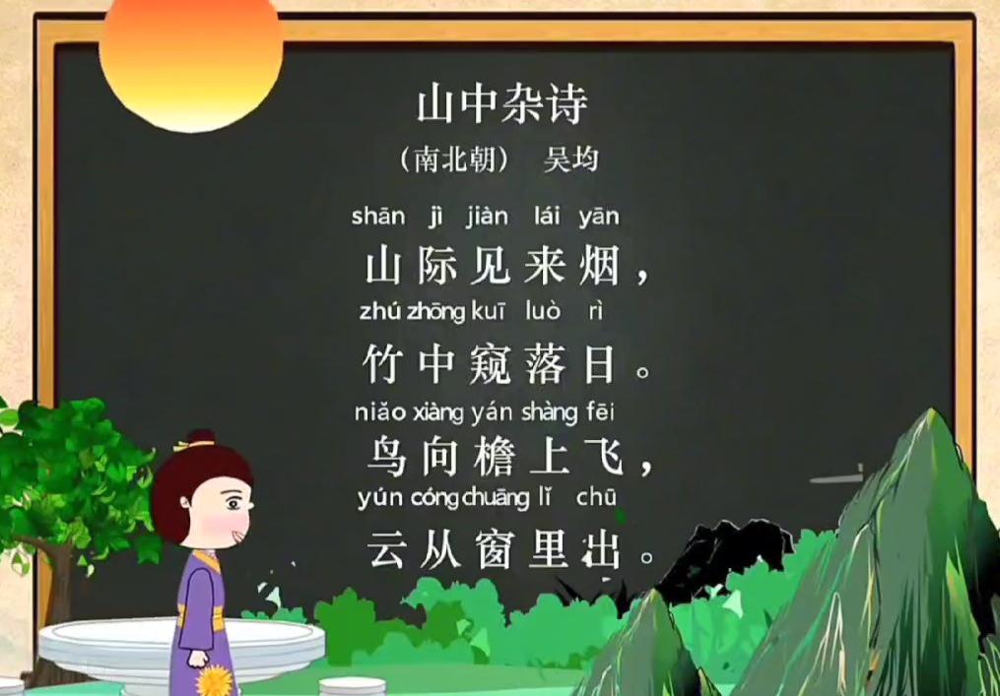 山中杂诗
（南北朝） 吴均
shān jì jiàn lái yān
山际见来烟，
zhú zhōng kuī luò rì
竹中窥落日。
niǎo xiàng yán shàng fēi
鸟向檐上飞，
yún cóng chuāng lǐ chū
云从窗里出。